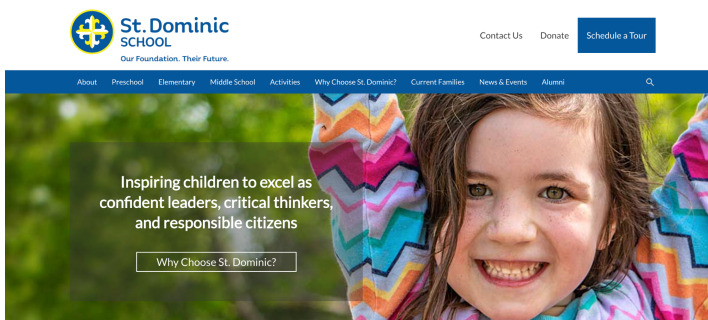 St. Dominic
SCHOOL
Our Foundation. Their Future.
Contact Us Donate Schedule a Tour
About Preschool Elementary Middle School Activities Why Choose St. Dominic? Current Families News & Events Alumni
Inspiring children to excel as
confident leaders, critical thinkers,
and responsible citizens
Why Choose St. Dominic?